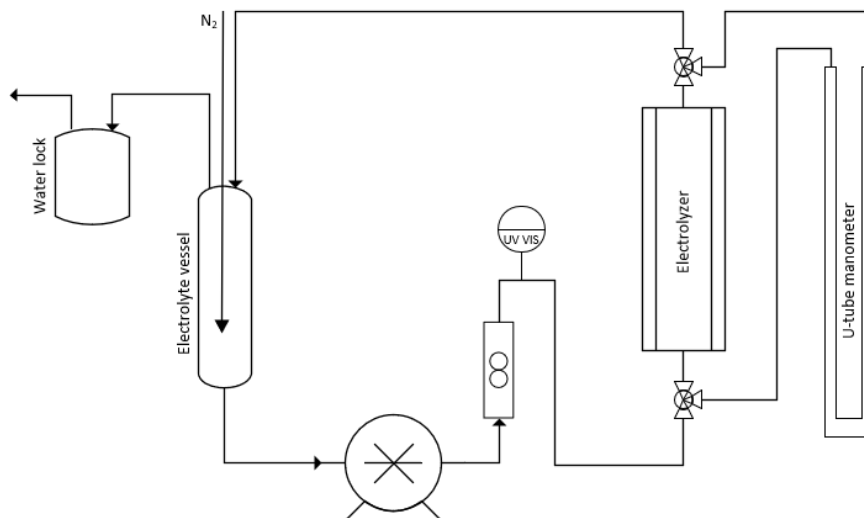 N₂
Water lock
Electrolyte vessel
UV VIS
Electrolyzer
U-tube manometer